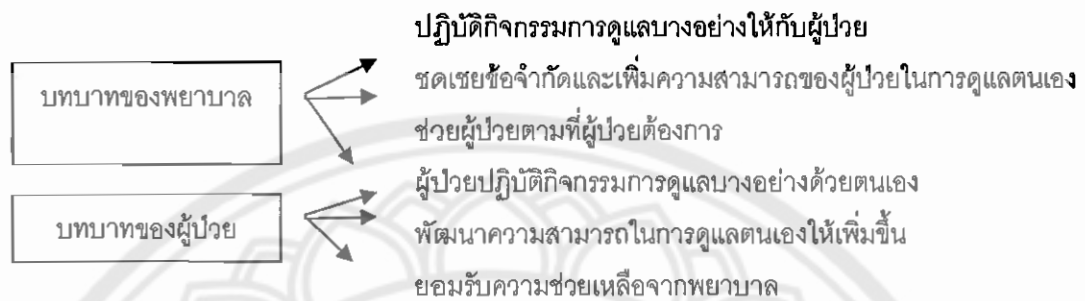 ปฏิบัติกิจกรรมการดูแลบางอย่างให้กับผู้ป่วย
บทบาทของพยาบาล
ชดเชยข้อจำกัดและเพิ่มความสามารถของผู้ป่วยในการดูแลตนเอง
ช่วยผู้ป่วยตามที่ผู้ป่วยต้องการ
ผู้ป่วยปฏิบัติกิจกรรมการดูแลบางอย่างด้วยตนเอง
บทบาทของผู้ป่วย
พัฒนาความสามารถในการดูแลตนเองให้เพิ่มขึ้น
ยอมรับความช่วยเหลือจากพยาบาล